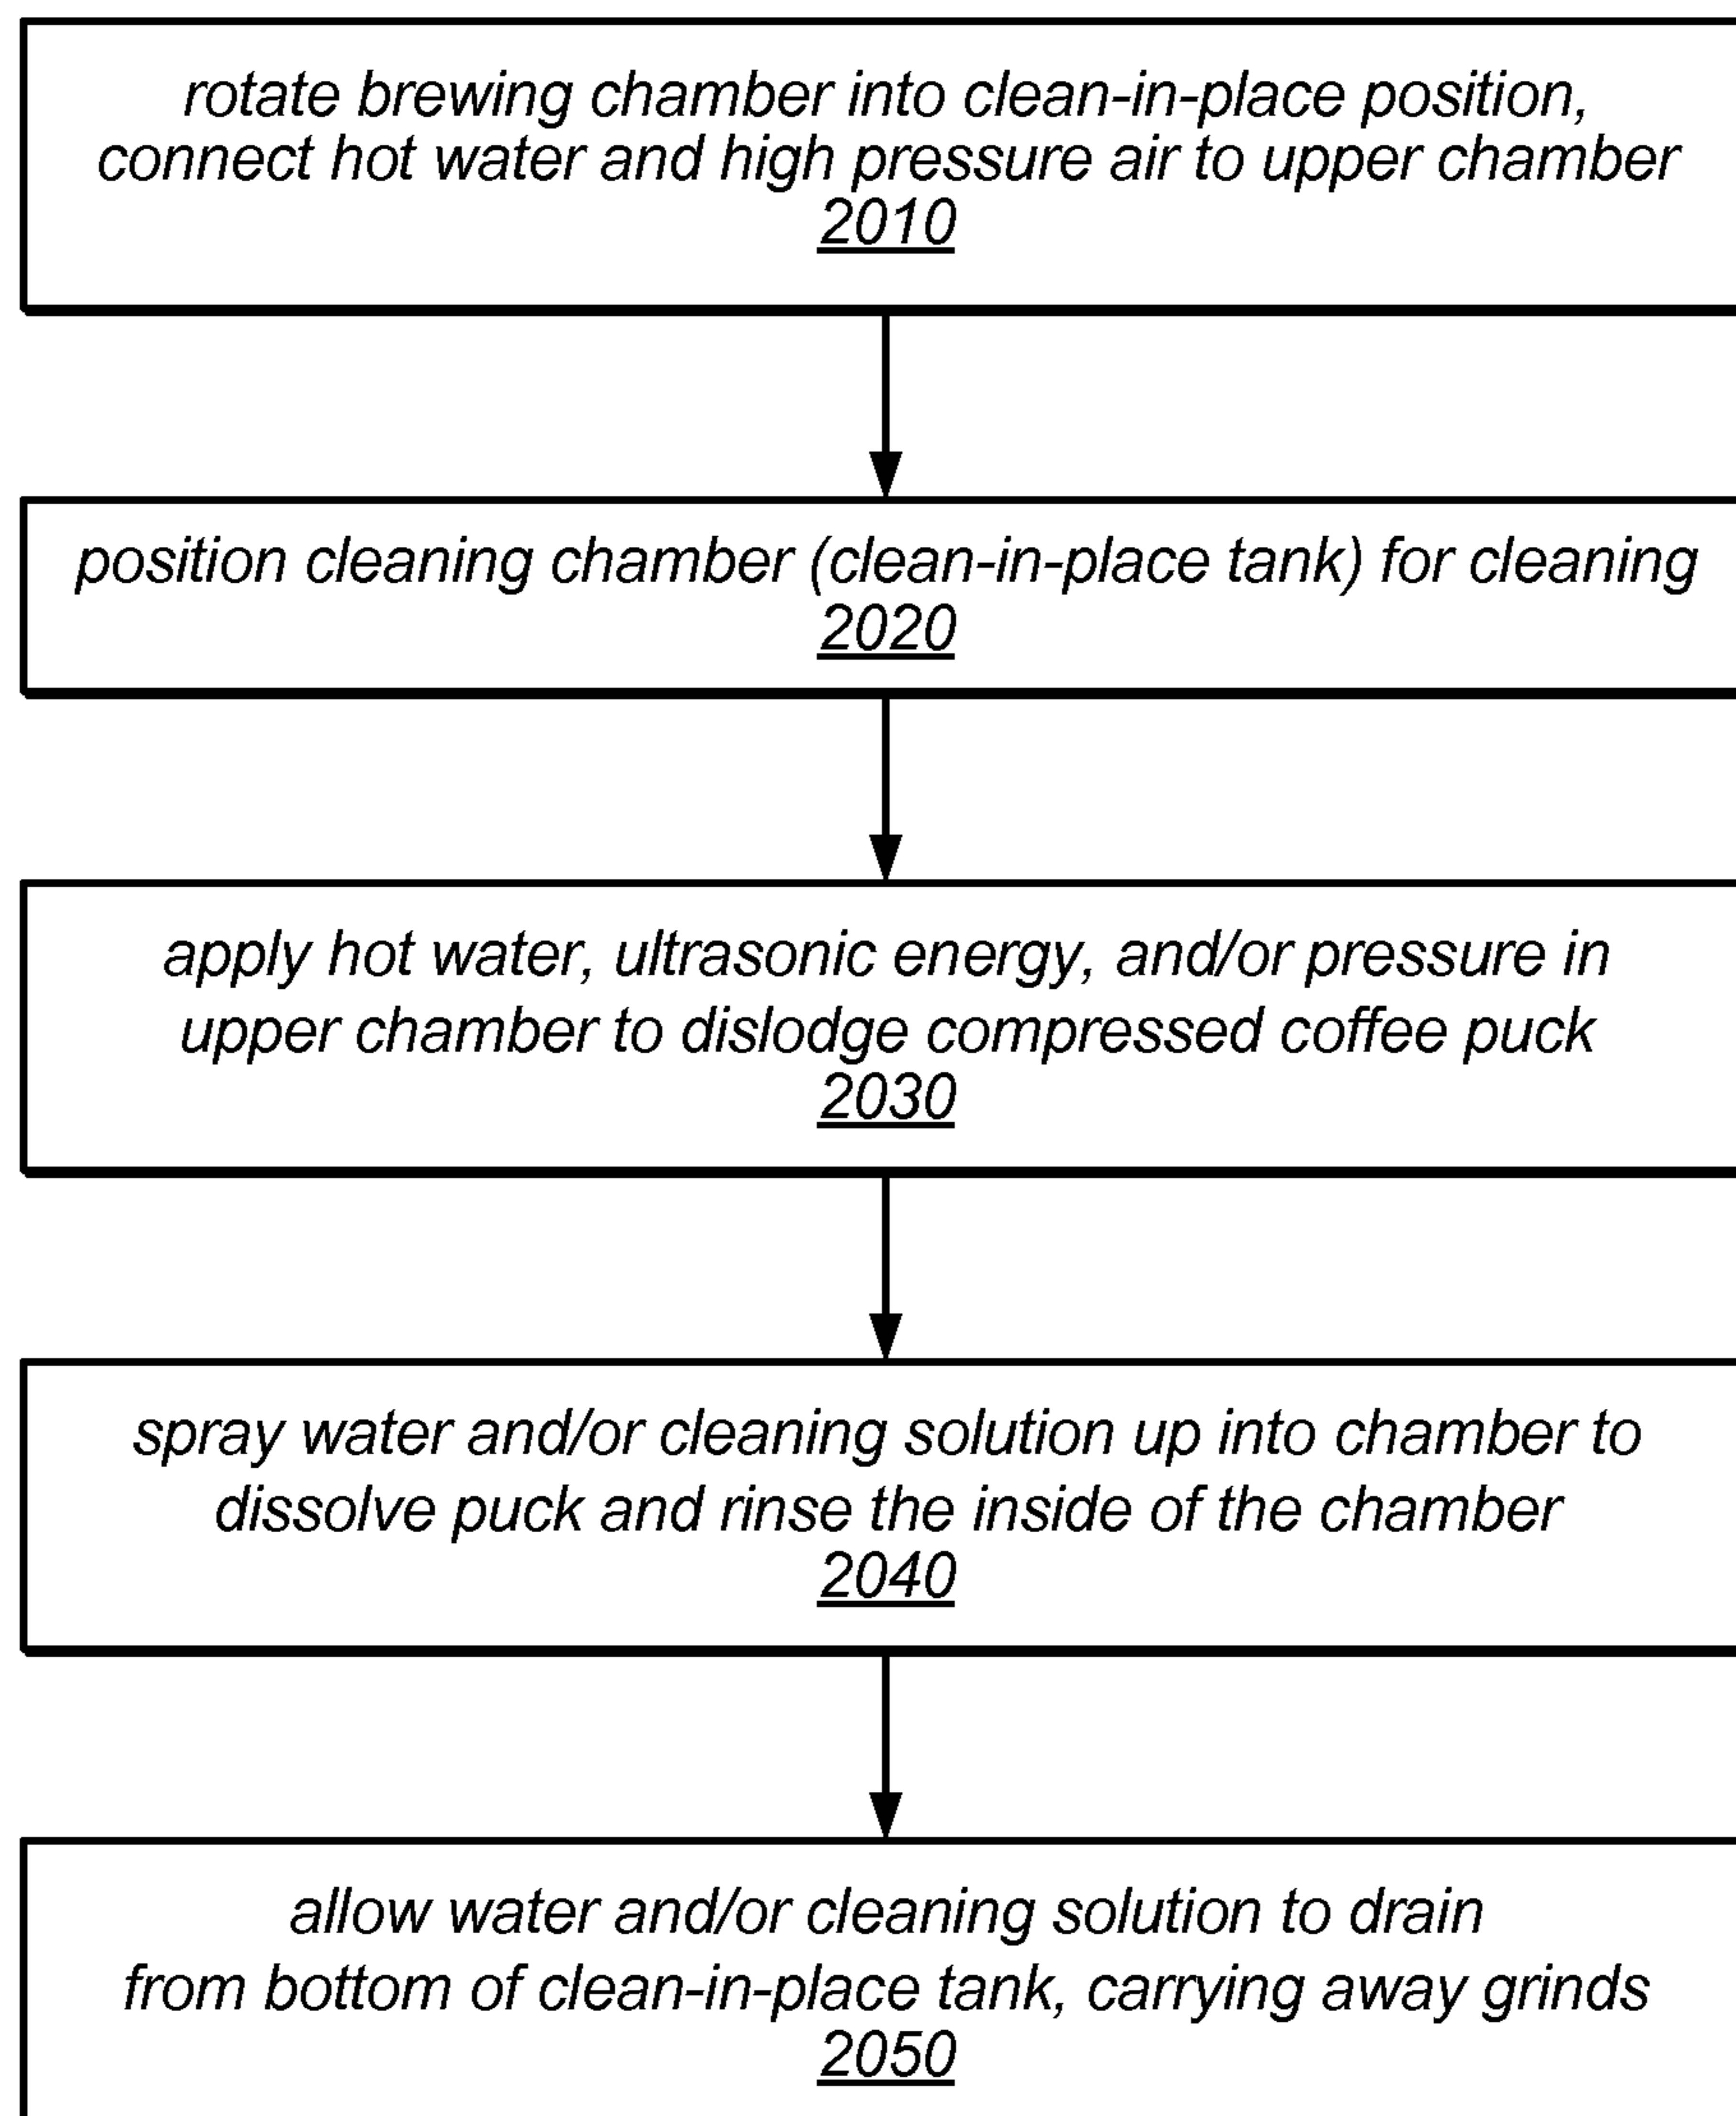 rotate brewing chamber into clean-in-place position,
connect hot water and high pressure air to upper chamber
2010
position cleaning chamber (clean-in-place tank) for cleaning
2020
apply hot water, ultrasonic energy, and/or pressure in
upper chamber to dislodge compressed coffee puck
2030
spray water and/or cleaning solution up into chamber to
dissolve puck and rinse the inside of the chamber
2040
allow water and/or cleaning solution to drain
from bottom of clean-in-place tank, carrying away grinds
2050